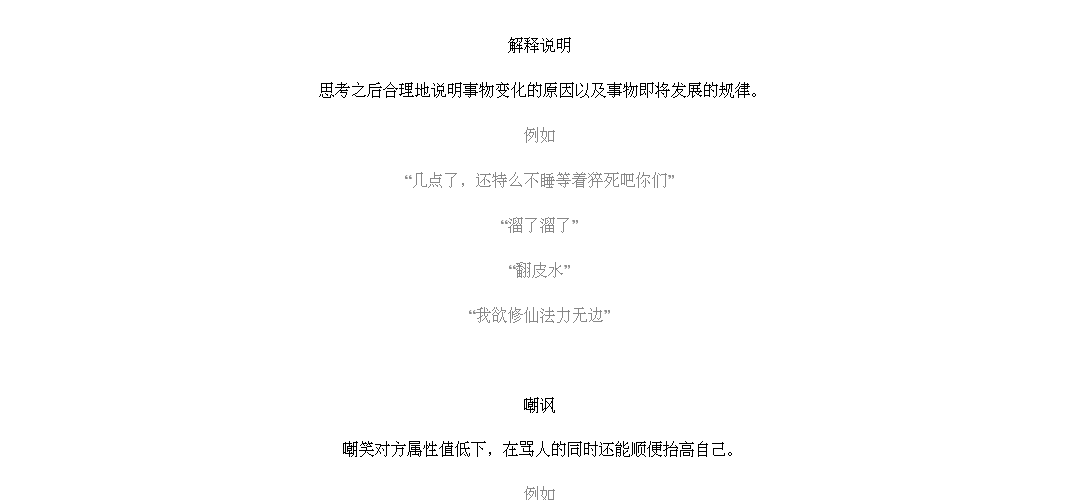 解释说明
思考之后合理地说明事物变化的原因以及事物即将发展的规律。
例如
“几点了，还特么不睡等着猝死吧你们”
“溜了溜了”
“翻皮水”
“我欲修仙法力无边”
嘲讽
嘲笑对方属性值低下，在骂人的同时还能顺便抬高自己。
例如